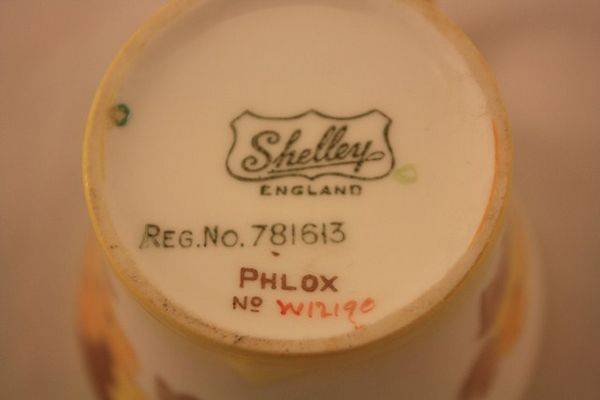 Shelley
ENGLAND
REG. NO. 781613
PHLOX
No W12190